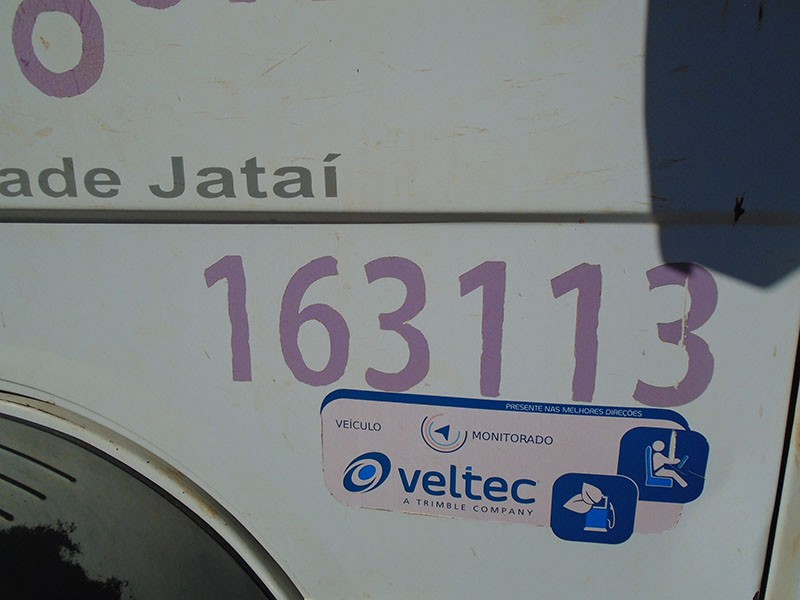 ade Jataí
163113
PRESENTE NAS MELHORES DIREÇÕES
VEÍCULO MONITORADO
veltec
A TRIMBLE COMPANY